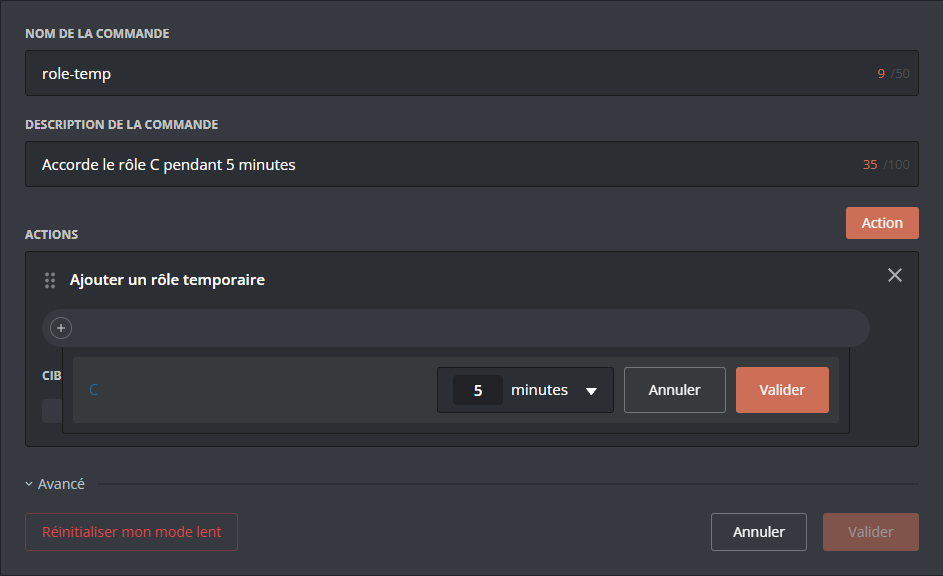 NOM DE LA COMMANDE
role-temp 9 /50
DESCRIPTION DE LA COMMANDE
Accorde le rôle C pendant 5 minutes 35 /100
Action
ACTIONS
Ajouter un rôle temporaire
CIB
C 5 minutes Annuler Valider
Avancé
Réinitialiser mon mode lent Annuler Valider